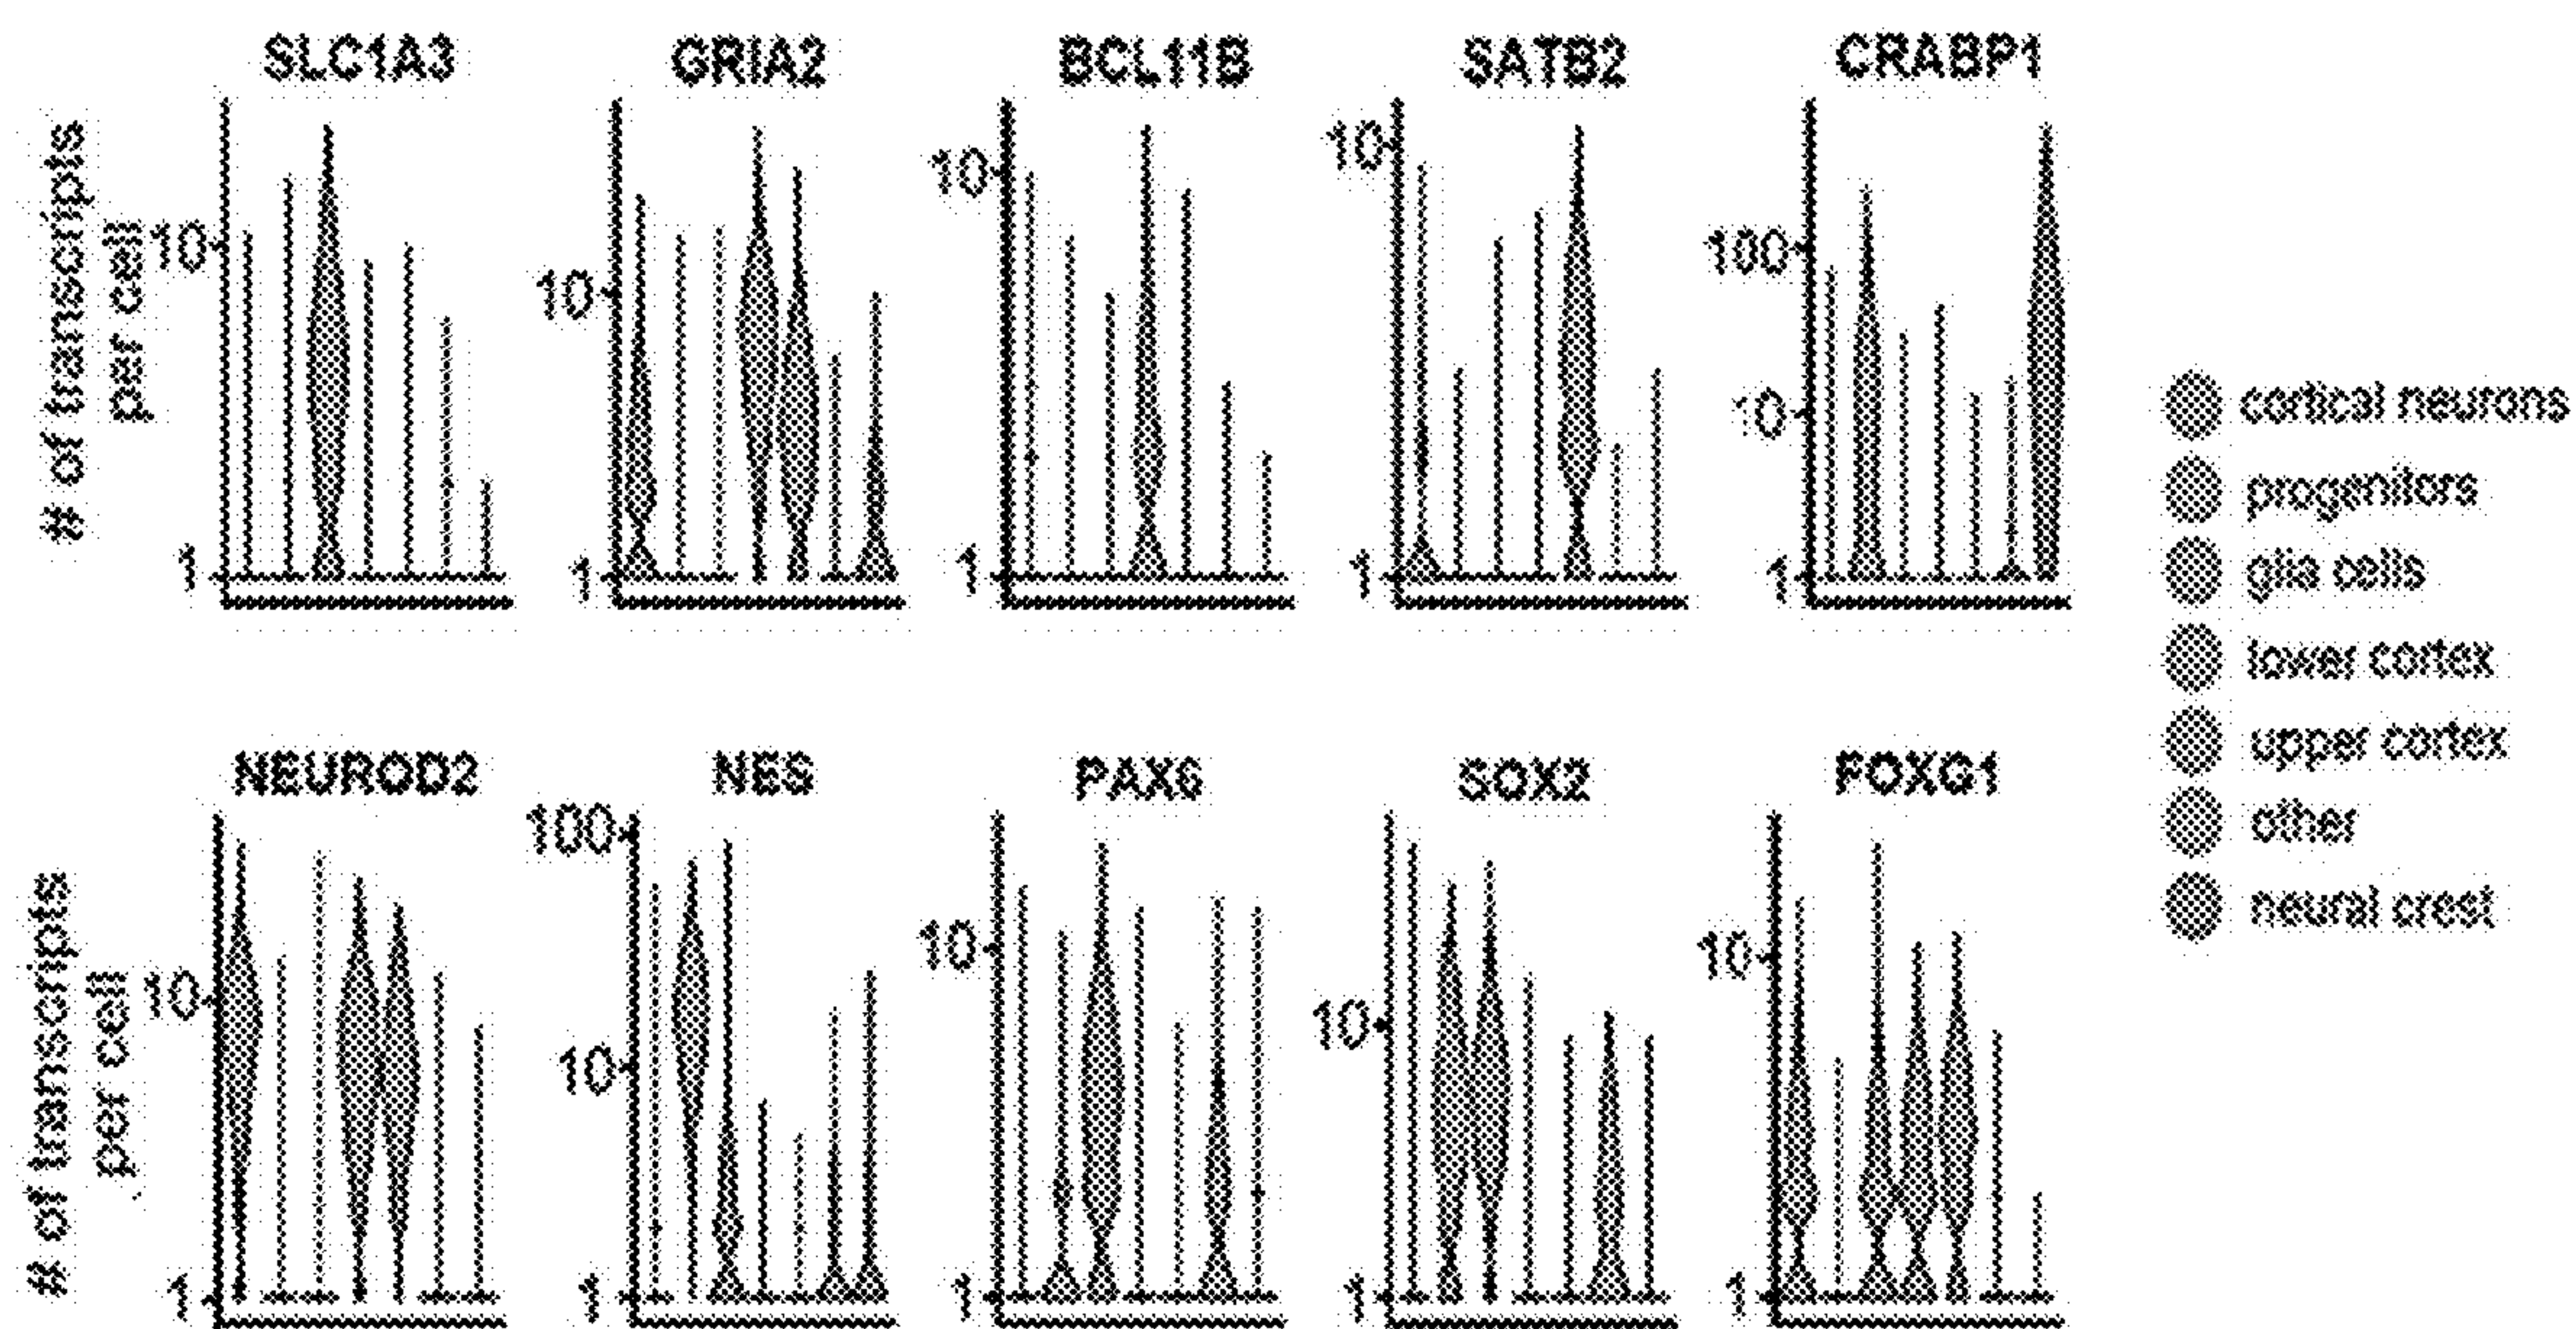 SLC1A3 GRIA2 BCL11B SATB2 CRABP1
# of transcripts
per cell
10 10 10 10 100
10
1 1 1 1 1
NEUROD2 NES PAX6 SOX2 FOXG1
# of transcripts
per cell
10 100 10 10 10
10
1 1 1 1 1
cortical neurons
progenitors
glia cells
lower cortex
upper cortex
other
neural crest